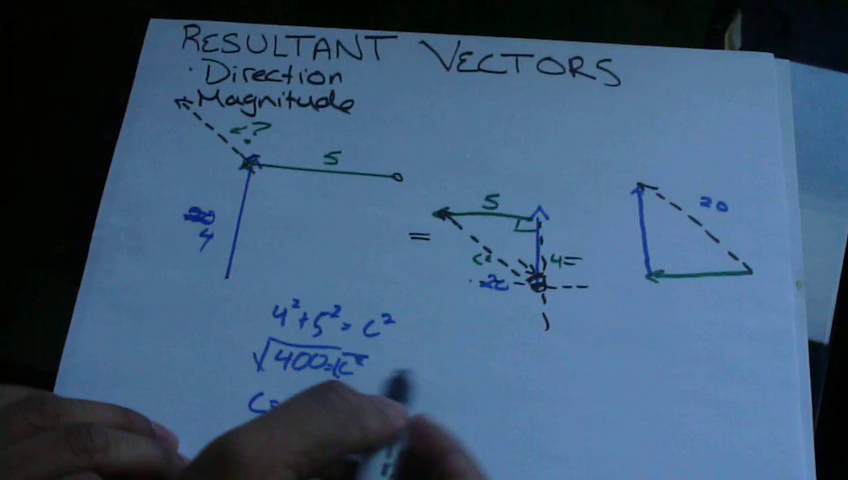 RESULTANT VECTORS
· Direction
· Magnitude
?
5
4
=
5
4=
c²
20
4² + 5² = c²
√400 = √c²
c =